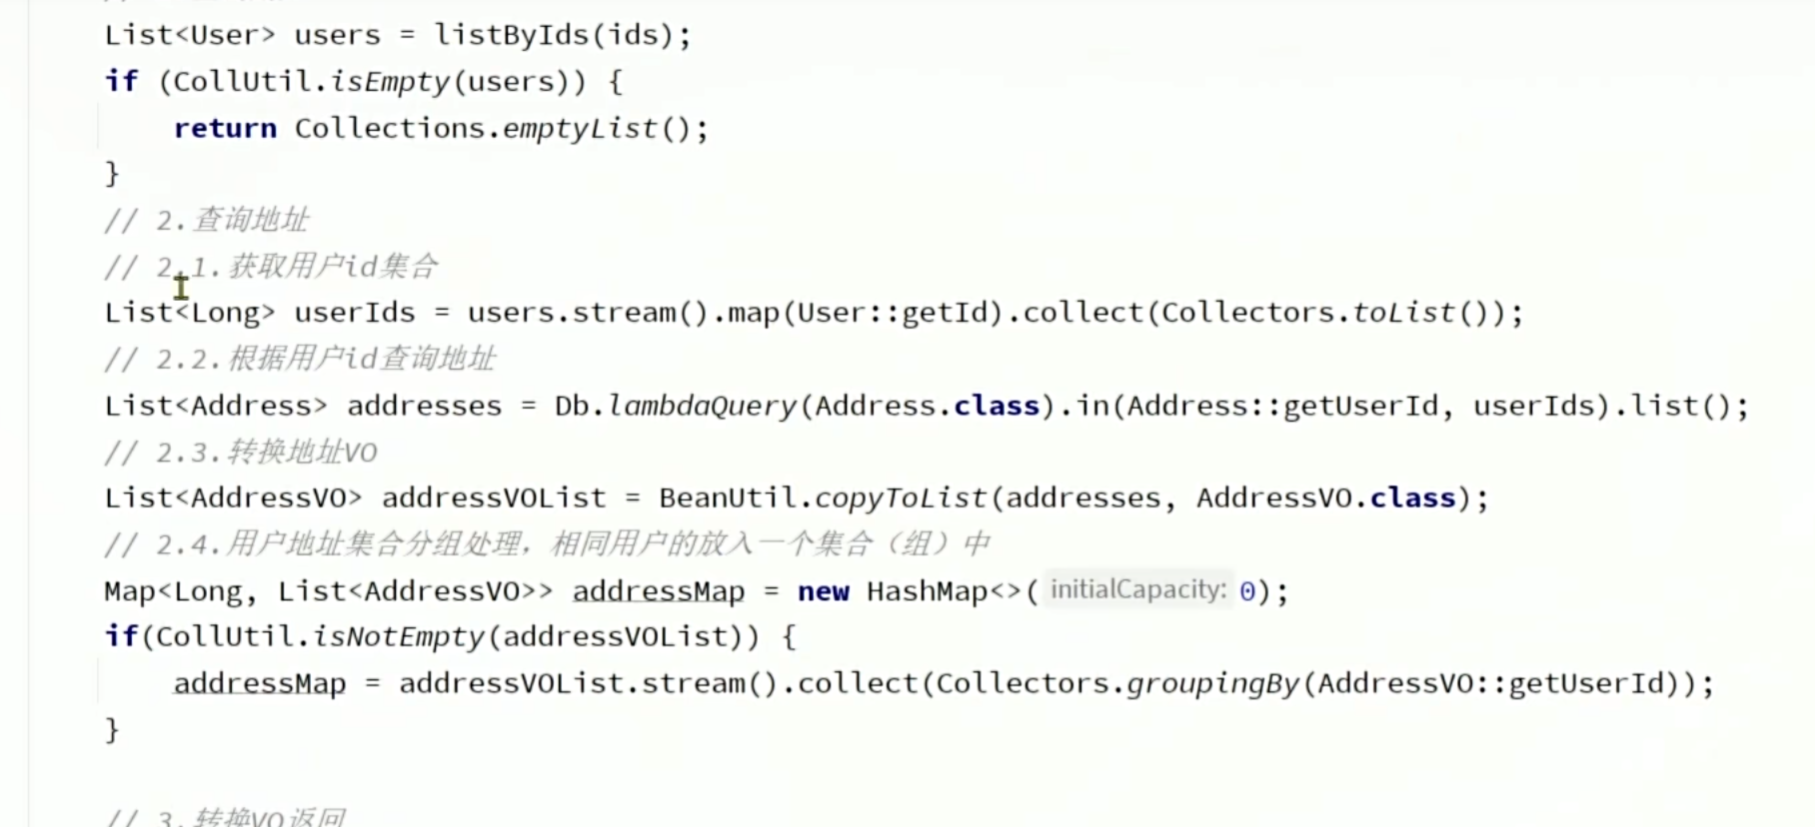 List<User> users = listByIds(ids);
if (CollUtil.isEmpty(users)) {
return Collections.emptyList();
}
// 2.查询地址
// 2.1.获取用户id集合
List<Long> userIds = users.stream().map(User::getId).collect(Collectors.toList());
// 2.2.根据用户id查询地址
List<Address> addresses = Db.lambdaQuery(Address.class).in(Address::getUserId, userIds).list();
// 2.3.转换地址VO
List<AddressVO> addressVOList = BeanUtil.copyToList(addresses, AddressVO.class);
// 2.4.用户地址集合分组处理，相同用户的放入一个集合（组）中
Map<Long, List<AddressVO>> addressMap = new HashMap<>( initialCapacity: 0);
if(CollUtil.isNotEmpty(addressVOList)) {
addressMap = addressVOList.stream().collect(Collectors.groupingBy(AddressVO::getUserId));
}
// 3.转换VO返回